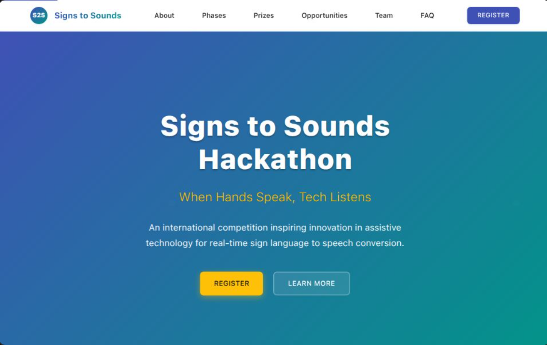 S2S Signs to Sounds About Phases Prizes Opportunities Team FAQ REGISTER
Signs to Sounds
Hackathon
When Hands Speak, Tech Listens
An international competition inspiring innovation in assistive
technology for real-time sign language to speech conversion.
REGISTER LEARN MORE